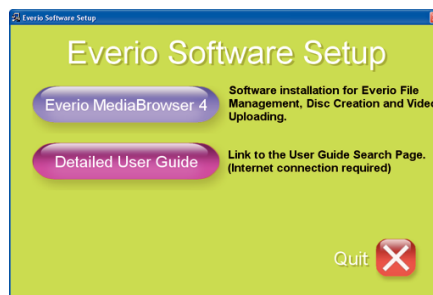 Everio Software Setup
Everio Software Setup
Everio MediaBrowser 4
Software installation for Everio File
Management, Disc Creation and Video
Uploading.
Detailed User Guide
Link to the User Guide Search Page.
(Internet connection required)
Quit